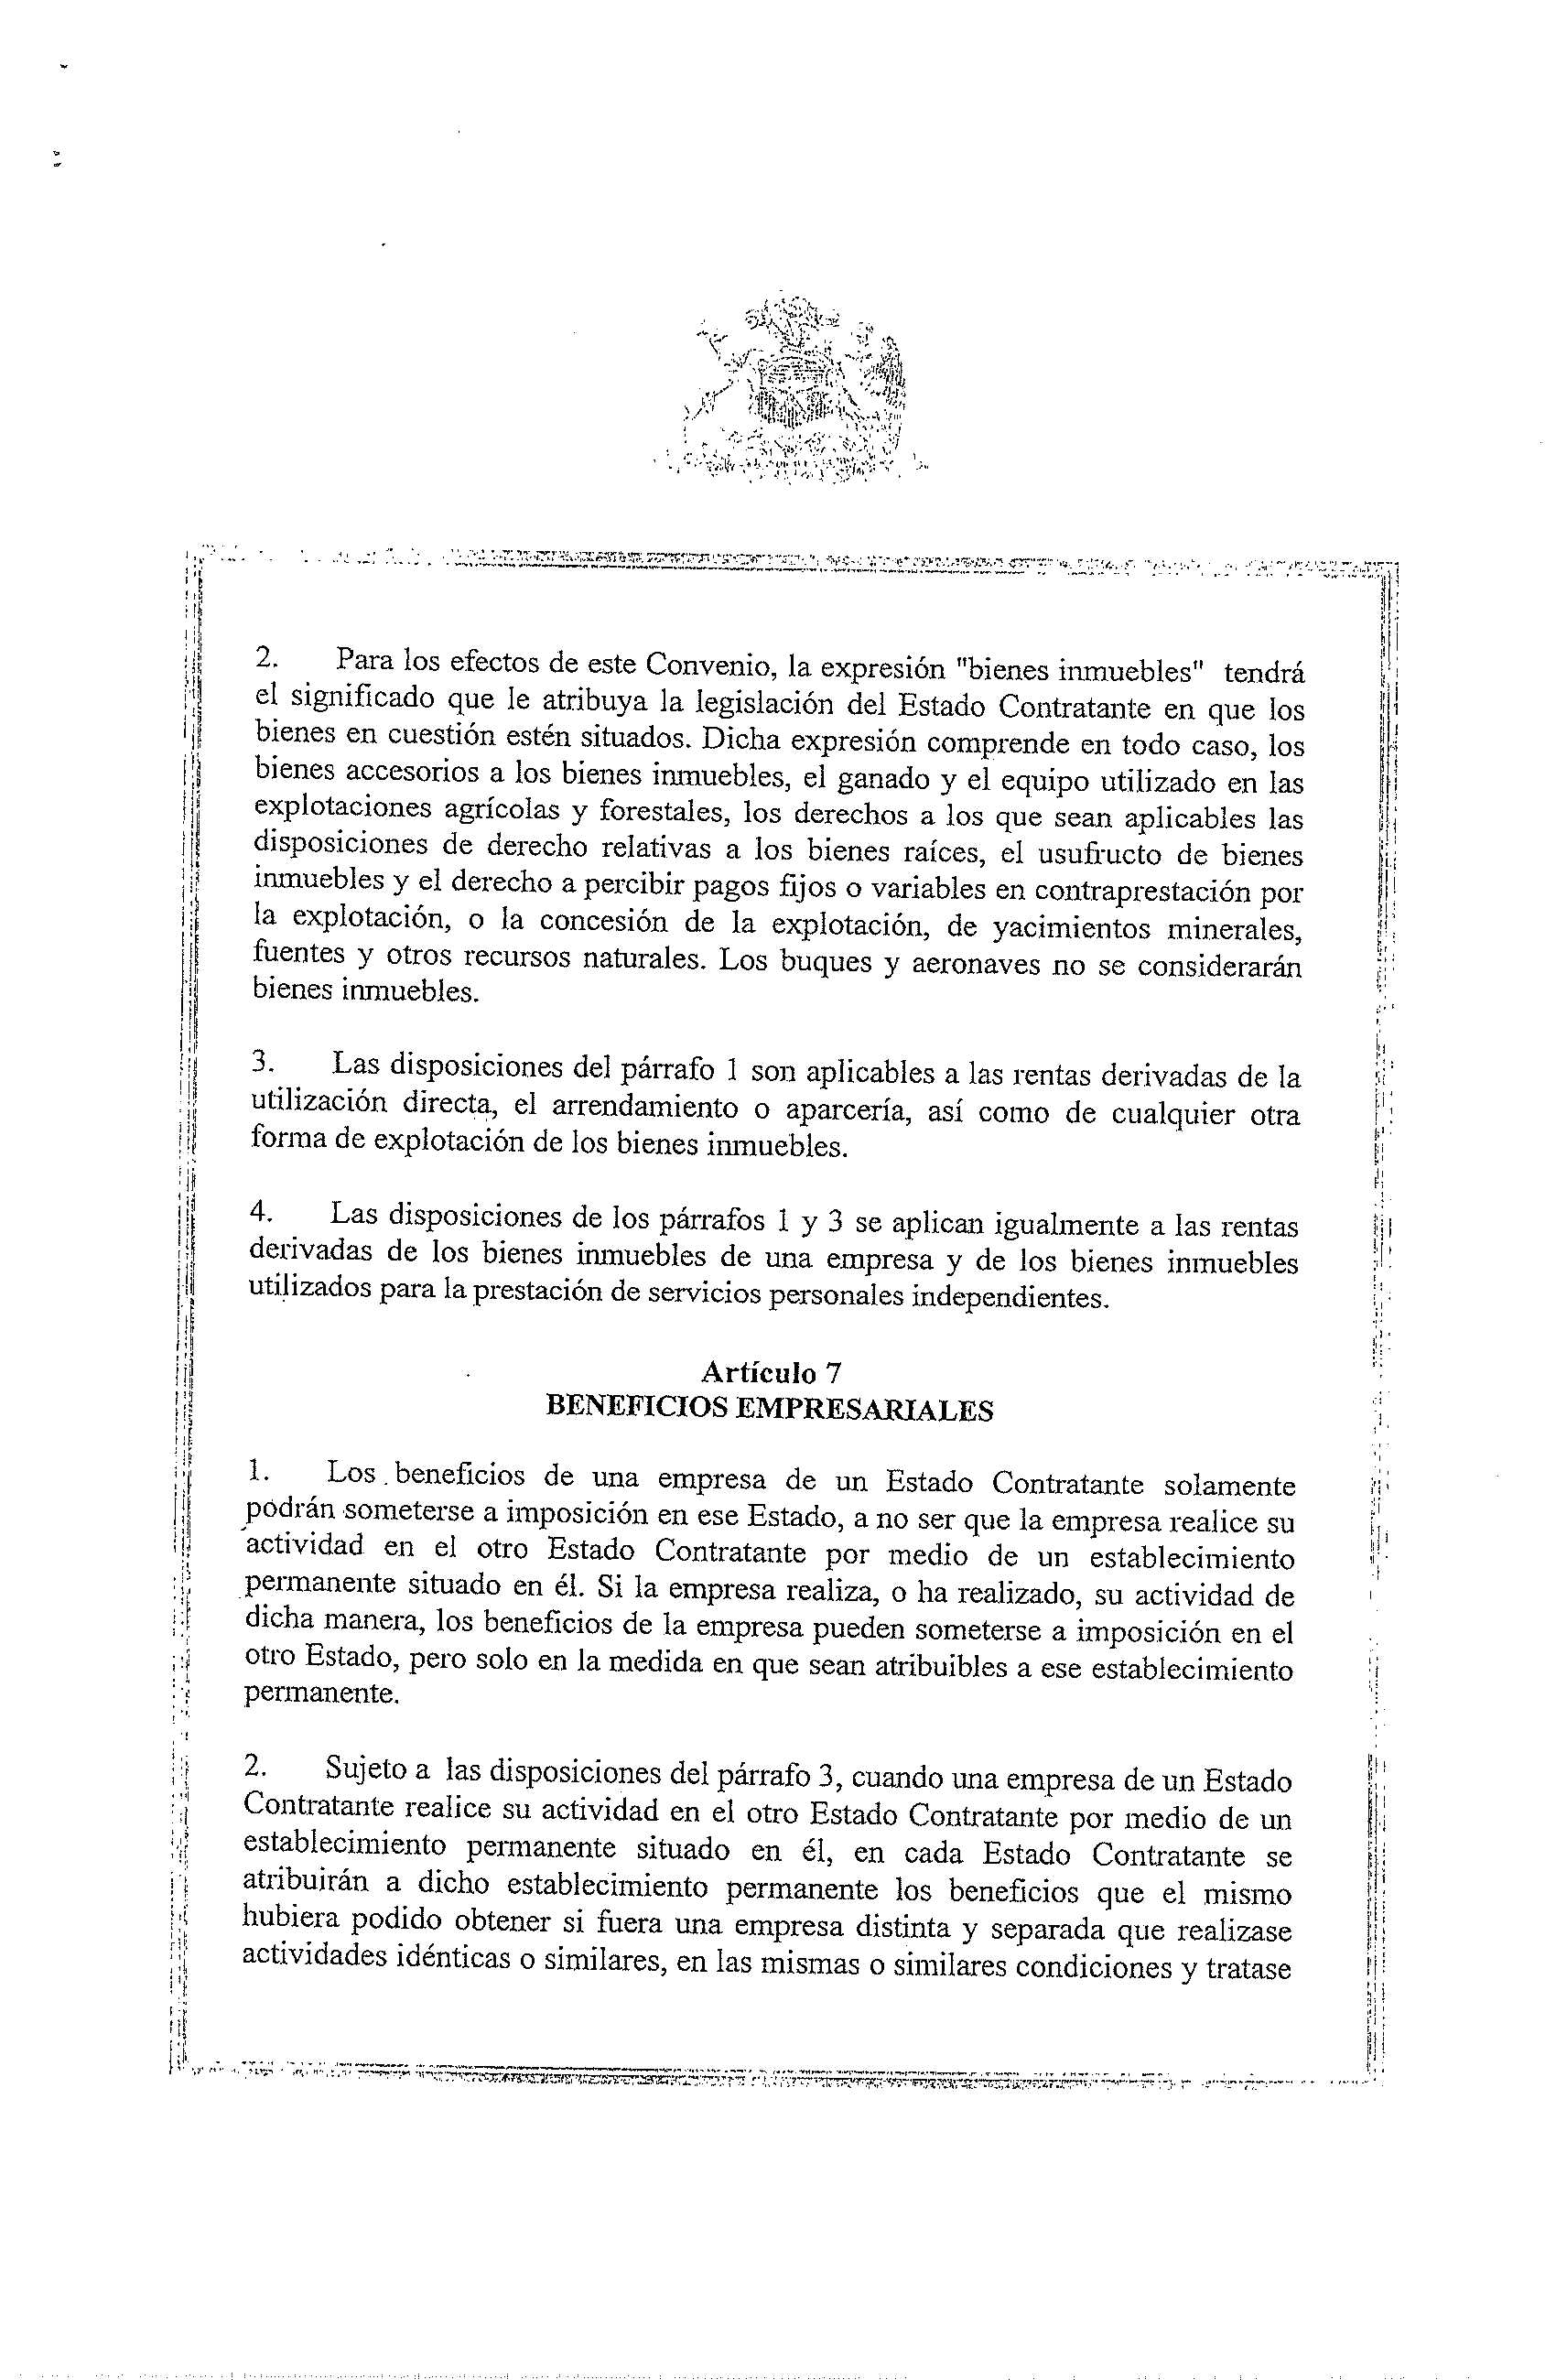 2. Para los efectos de este Convenio, la expresión "bienes inmuebles" tendrá
el significado que le atribuya la legislación del Estado Contratante en que los
bienes en cuestión estén situados. Dicha expresión comprende en todo caso, los
bienes accesorios a los bienes inmuebles, el ganado y el equipo utilizado en las
explotaciones agrícolas y forestales, los derechos a los que sean aplicables las
disposiciones de derecho relativas a los bienes raíces, el usufructo de bienes
inmuebles y el derecho a percibir pagos fijos o variables en contraprestación por
la explotación, o la concesión de la explotación, de yacimientos minerales,
fuentes y otros recursos naturales. Los buques y aeronaves no se considerarán
bienes inmuebles.
3. Las disposiciones del párrafo 1 son aplicables a las rentas derivadas de la
utilización directa, el arrendamiento o aparcería, así como de cualquier otra
forma de explotación de los bienes inmuebles.
4. Las disposiciones de los párrafos 1 y 3 se aplican igualmente a las rentas
derivadas de los bienes inmuebles de una empresa y de los bienes inmuebles
utilizados para la prestación de servicios personales independientes.
Artículo 7
BENEFICIOS EMPRESARIALES
1. Los beneficios de una empresa de un Estado Contratante solamente
podrán someterse a imposición en ese Estado, a no ser que la empresa realice su
actividad en el otro Estado Contratante por medio de un establecimiento
permanente situado en él. Si la empresa realiza, o ha realizado, su actividad de
dicha manera, los beneficios de la empresa pueden someterse a imposición en el
otro Estado, pero solo en la medida en que sean atribuibles a ese establecimiento
permanente.
2. Sujeto a las disposiciones del párrafo 3, cuando una empresa de un Estado
Contratante realice su actividad en el otro Estado Contratante por medio de un
establecimiento permanente situado en él, en cada Estado Contratante se
atribuirán a dicho establecimiento permanente los beneficios que el mismo
hubiera podido obtener si fuera una empresa distinta y separada que realizase
actividades idénticas o similares, en las mismas o similares condiciones y tratase